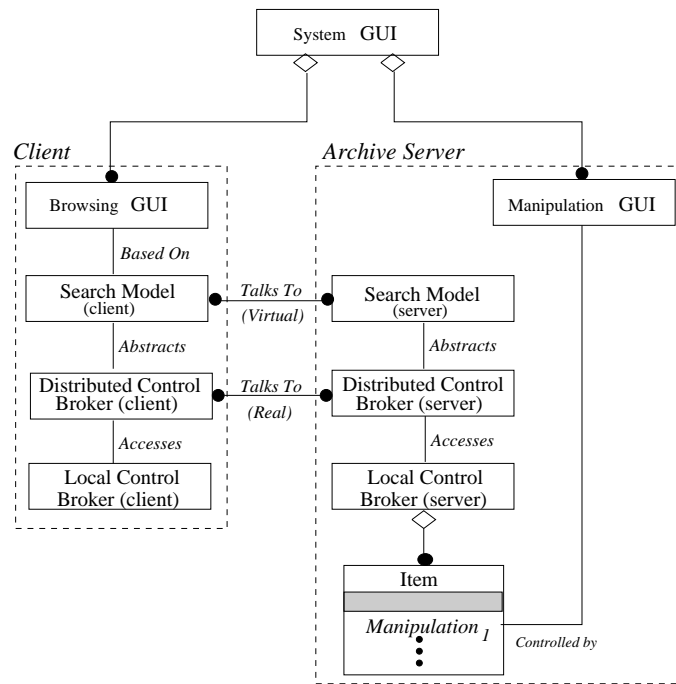 System GUI
Client
Archive Server
Browsing GUI
Manipulation GUI
Based On
Search Model
(client)
Talks To
(Virtual)
Search Model
(server)
Abstracts
Abstracts
Distributed Control
Broker (client)
Talks To
(Real)
Distributed Control
Broker (server)
Accesses
Accesses
Local Control
Broker (client)
Local Control
Broker (server)
Item
Manipulation 1
Controlled by